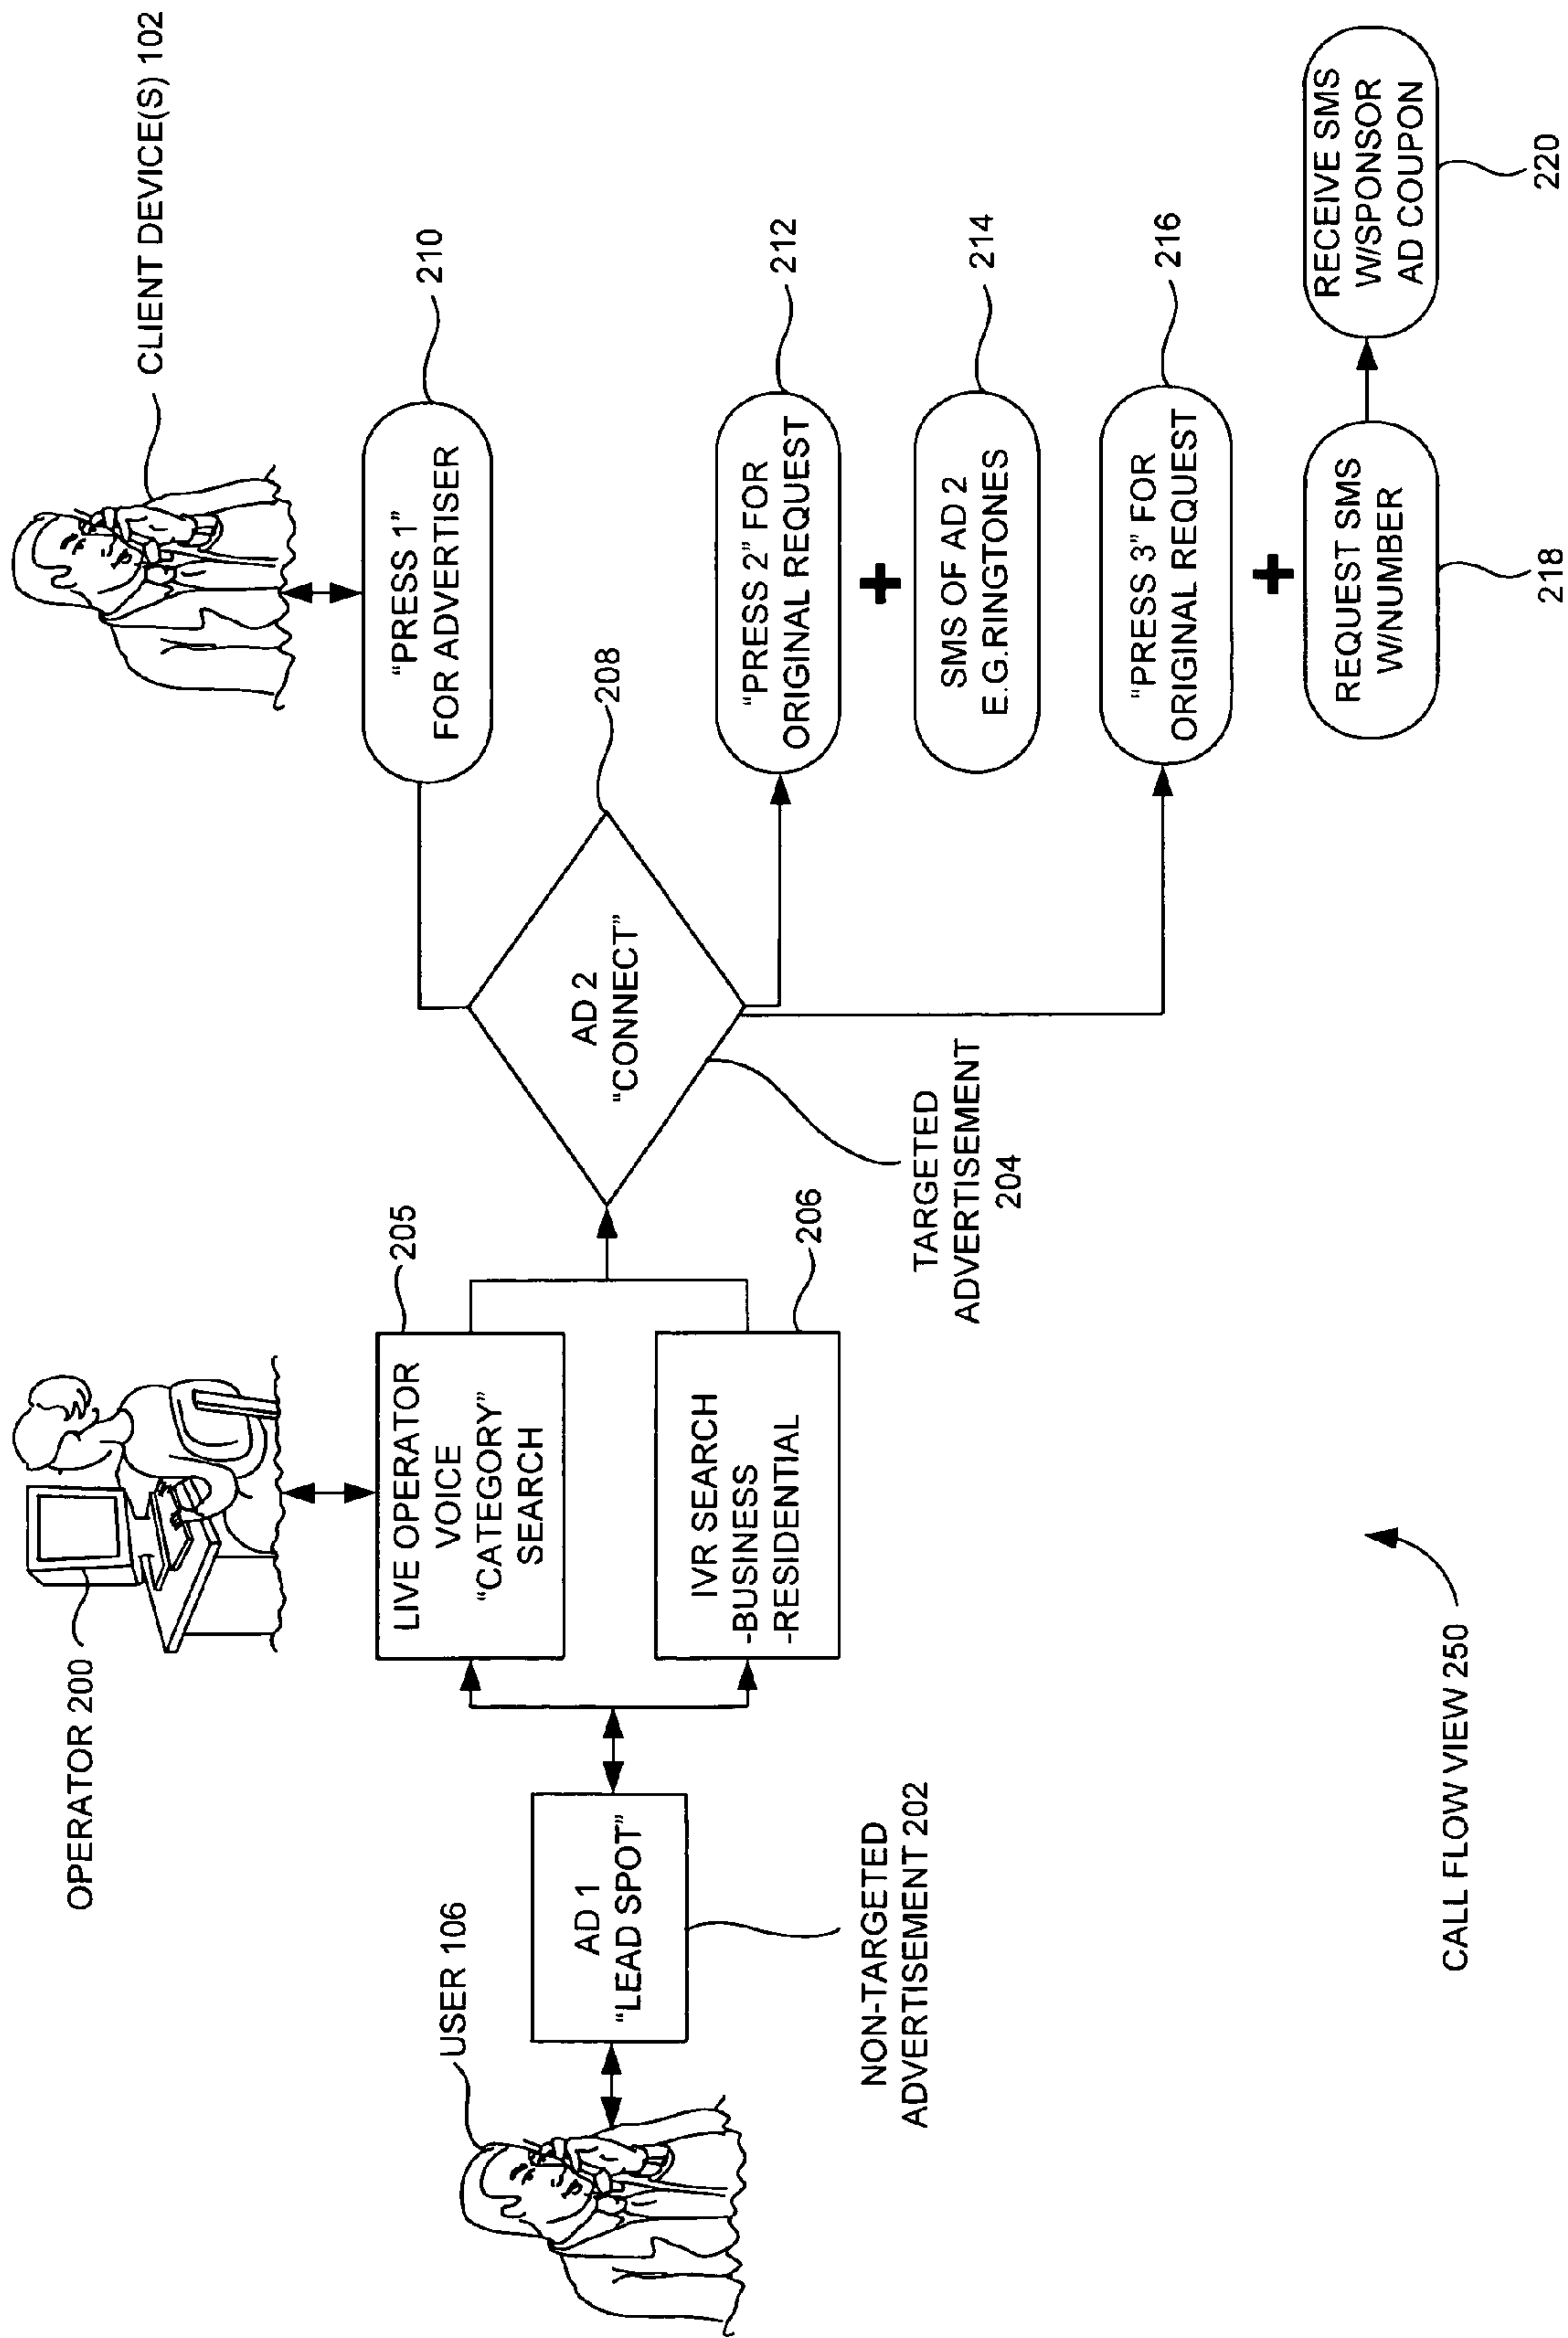 OPERATOR 200
CLIENT DEVICE(S) 102
USER 106
AD 1
“LEAD SPOT”
NON-TARGETED
ADVERTISEMENT 202
LIVE OPERATOR
VOICE
“CATEGORY”
SEARCH
205
IVR SEARCH
-BUSINESS
-RESIDENTIAL
206
AD 2
“CONNECT”
208
TARGETED
ADVERTISEMENT
204
“PRESS 1”
FOR ADVERTISER
210
“PRESS 2” FOR
ORIGINAL REQUEST
212
+
SMS OF AD 2
E.G.RINGTONES
214
“PRESS 3” FOR
ORIGINAL REQUEST
216
+
REQUEST SMS
W/NUMBER
218
RECEIVE SMS
W/SPONSOR
AD COUPON
220
CALL FLOW VIEW 250